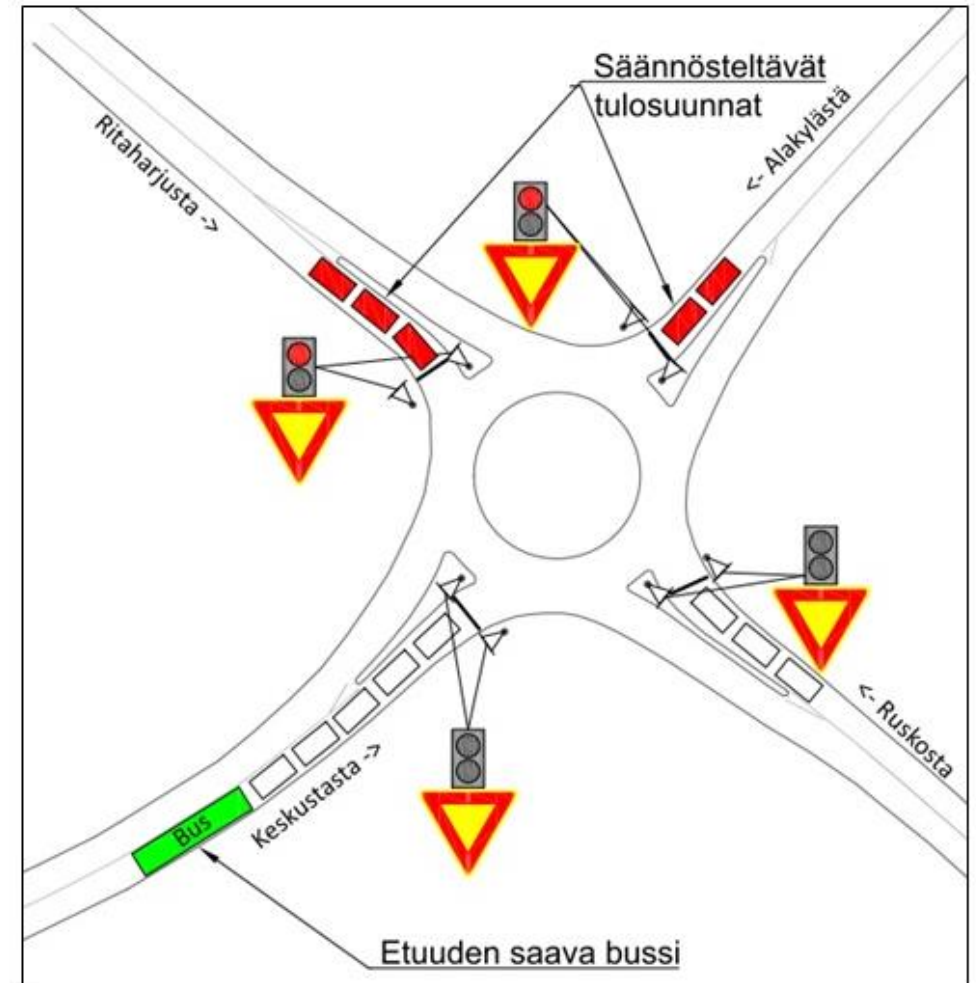 Säännösteltävät
tulosuunnat
Ritaharjusta ->
<- Alakylästä
<- Ruskosta
Keskustasta ->
Bus
Etuuden saava bussi